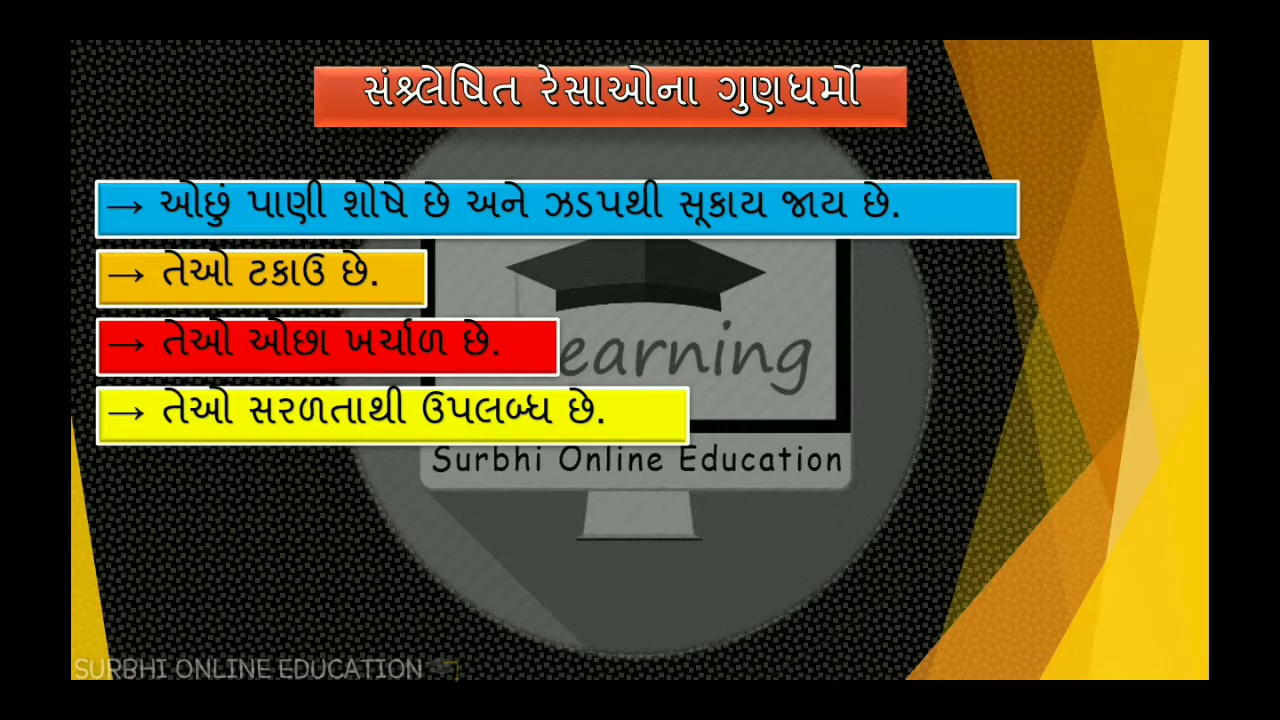 સંશ્લેષિત રેસાઓના ગુણધર્મો
→ ઓછું પાણી શોષે છે અને ઝડપથી સૂકાય જાય છે.
→ તેઓ ટકાઉ છે.
→ તેઓ ઓછા ખર્ચાળ છે.
→ તેઓ સરળતાથી ઉપલબ્ધ છે.
earning
Surbhi Online Education
SURBHI ONLINE EDUCATION